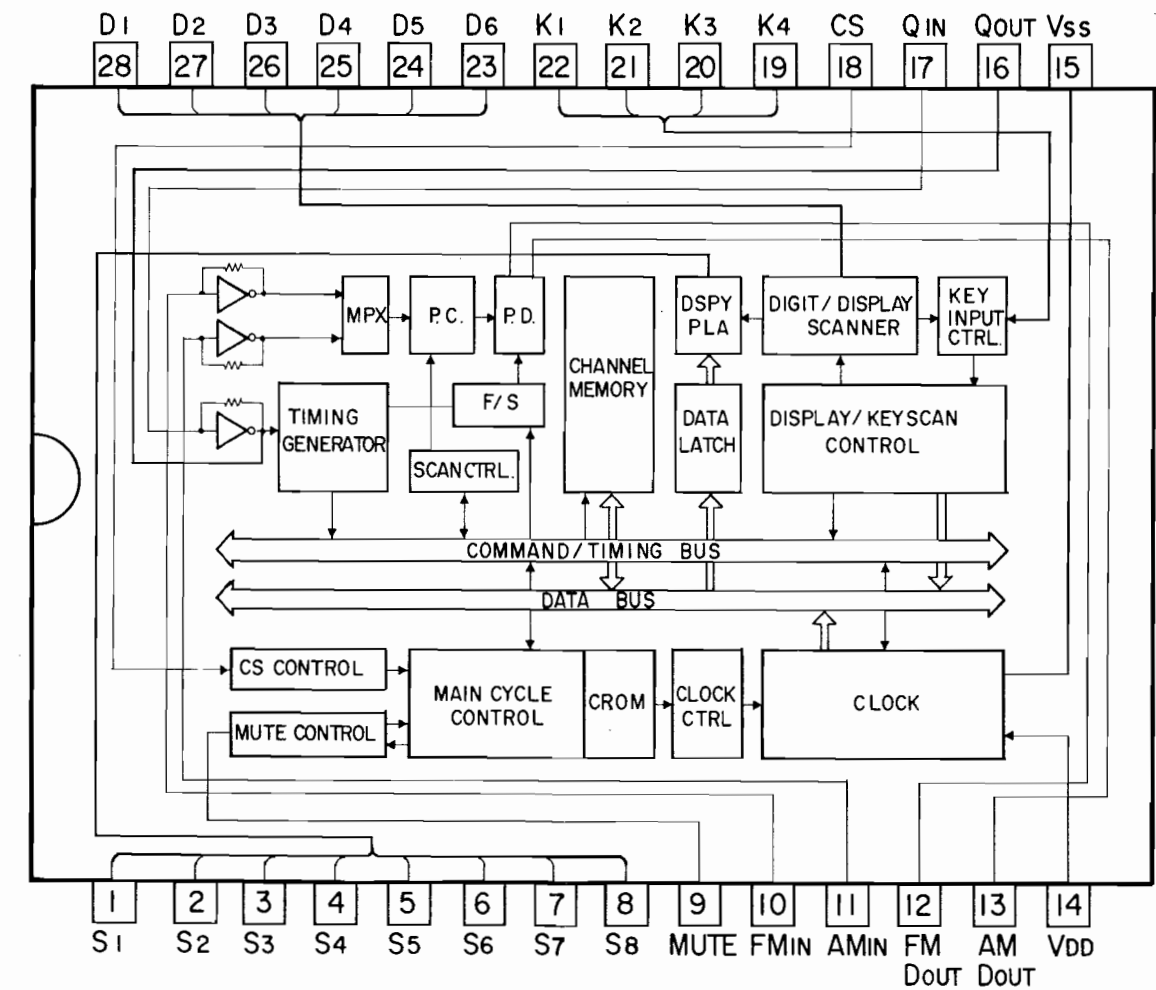 D1 D2 D3 D4 D5 D6 K1 K2 K3 K4 CS QIN QOUT VSS
28 27 26 25 24 23 22 21 20 19 18 17 16 15
MPX
P.C.
P.D.
CHANNEL
MEMORY
DSPY
PLA
DIGIT/DISPLAY
SCANNER
KEY
INPUT
CTRL.
TIMING
GENERATOR
F/S
SCAN CTRL.
DATA
LATCH
DISPLAY/KEYSCAN
CONTROL
COMMAND/TIMING BUS
DATA BUS
CS CONTROL
MUTE CONTROL
MAIN CYCLE
CONTROL
CROM
CLOCK
CTRL
CLOCK
1 2 3 4 5 6 7 8 9 10 11 12 13 14
S1 S2 S3 S4 S5 S6 S7 S8 MUTE FMIN AMIN FM AM VDD
DOUT DOUT